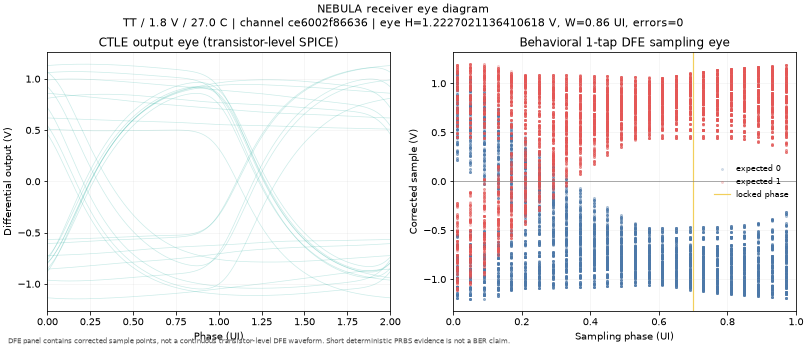 NEBULA receiver eye diagram
TT / 1.8 V / 27.0 C | channel ce6002f86636 | eye H=1.2227021136410618 V, W=0.86 UI, errors=0
CTLE output eye (transistor-level SPICE)
Differential output (V)
1.0
0.5
0.0
−0.5
−1.0
0.00 0.25 0.50 0.75 1.00 1.25 1.50 1.75 2.00
Phase (UI)
Behavioral 1-tap DFE sampling eye
Corrected sample (V)
1.0
0.5
0.0
−0.5
−1.0
expected 0
expected 1
locked phase
0.0 0.2 0.4 0.6 0.8 1.0
Sampling phase (UI)
DFE panel contains corrected sample points, not a continuous transistor-level DFE waveform. Short deterministic PRBS evidence is not a BER claim.